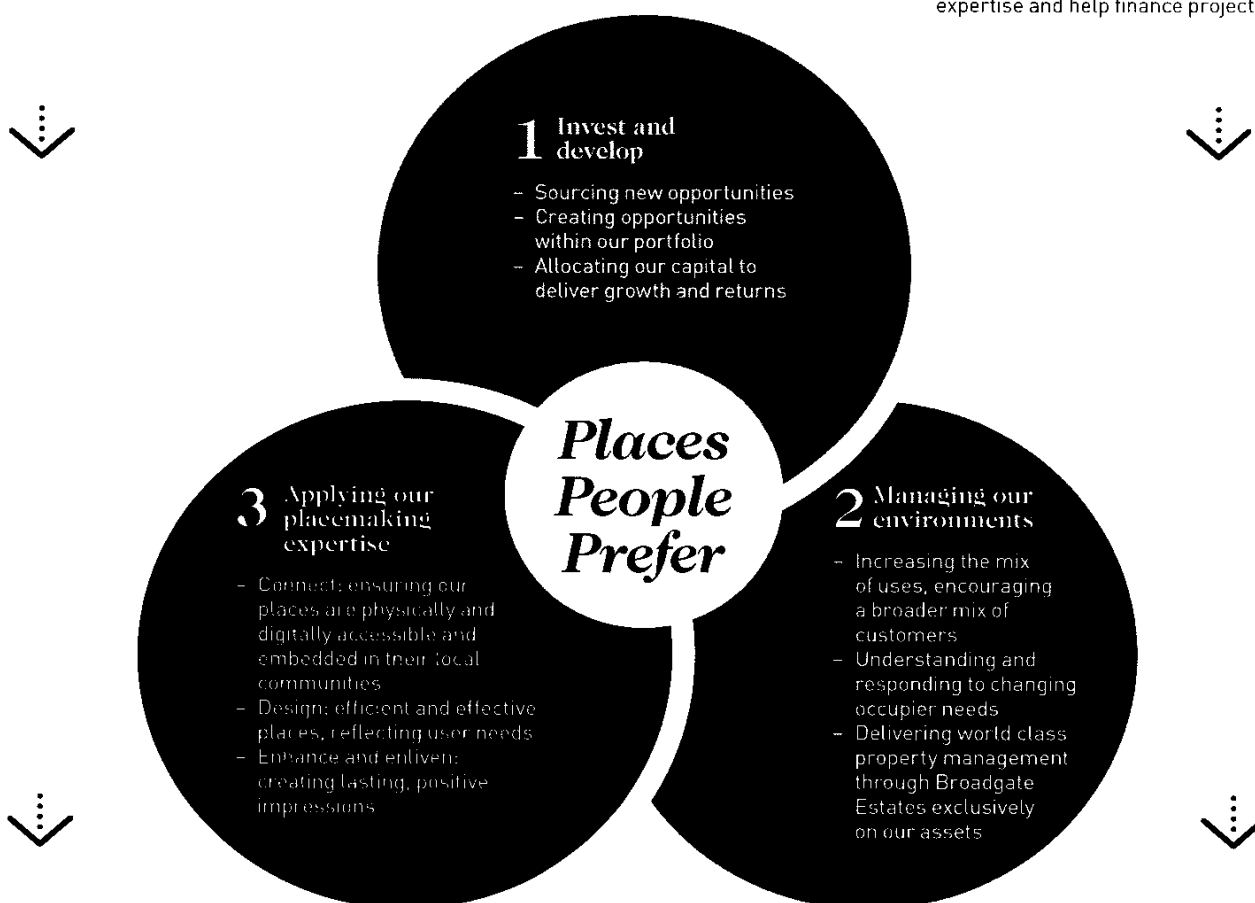 expertise and help finance project
1 Invest and
develop
– Sourcing new opportunities
– Creating opportunities
within our portfolio
– Allocating our capital to
deliver growth and returns
Places
People
Prefer
3 Applying our
placemaking
expertise
– Connect: ensuring our
places are physically and
digitally accessible and
embedded in their local
communities
– Design: efficient and effective
places, reflecting user needs
– Enhance and enliven:
creating lasting, positive
impressions
2 Managing our
environments
– Increasing the mix
of uses, encouraging
a broader mix of
customers
– Understanding and
responding to changing
occupier needs
– Delivering world class
property management
through Broadgate
Estates exclusively
on our assets